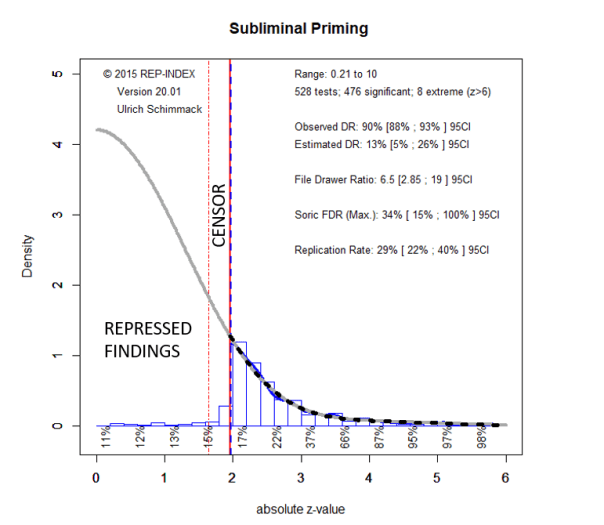 Subliminal Priming
© 2015 REP-INDEX
Version 20.01
Ulrich Schimmack
Range: 0.21 to 10
528 tests; 476 significant; 8 extreme (z>6)
Observed DR: 90% [88% ; 93% ] 95CI
Estimated DR: 13% [5% ; 26% ] 95CI
File Drawer Ratio: 6.5 [2.85 ; 19 ] 95CI
Soric FDR (Max.): 34% [ 15% ; 100% ] 95CI
Replication Rate: 29% [ 22% ; 40% ] 95CI
CENSOR
REPRESSED
FINDINGS
Density
5
4
3
2
1
0
11% 12% 13% 15% 17% 22% 37% 66% 87% 95% 97% 98%
0 1 2 3 4 5 6
absolute z-value